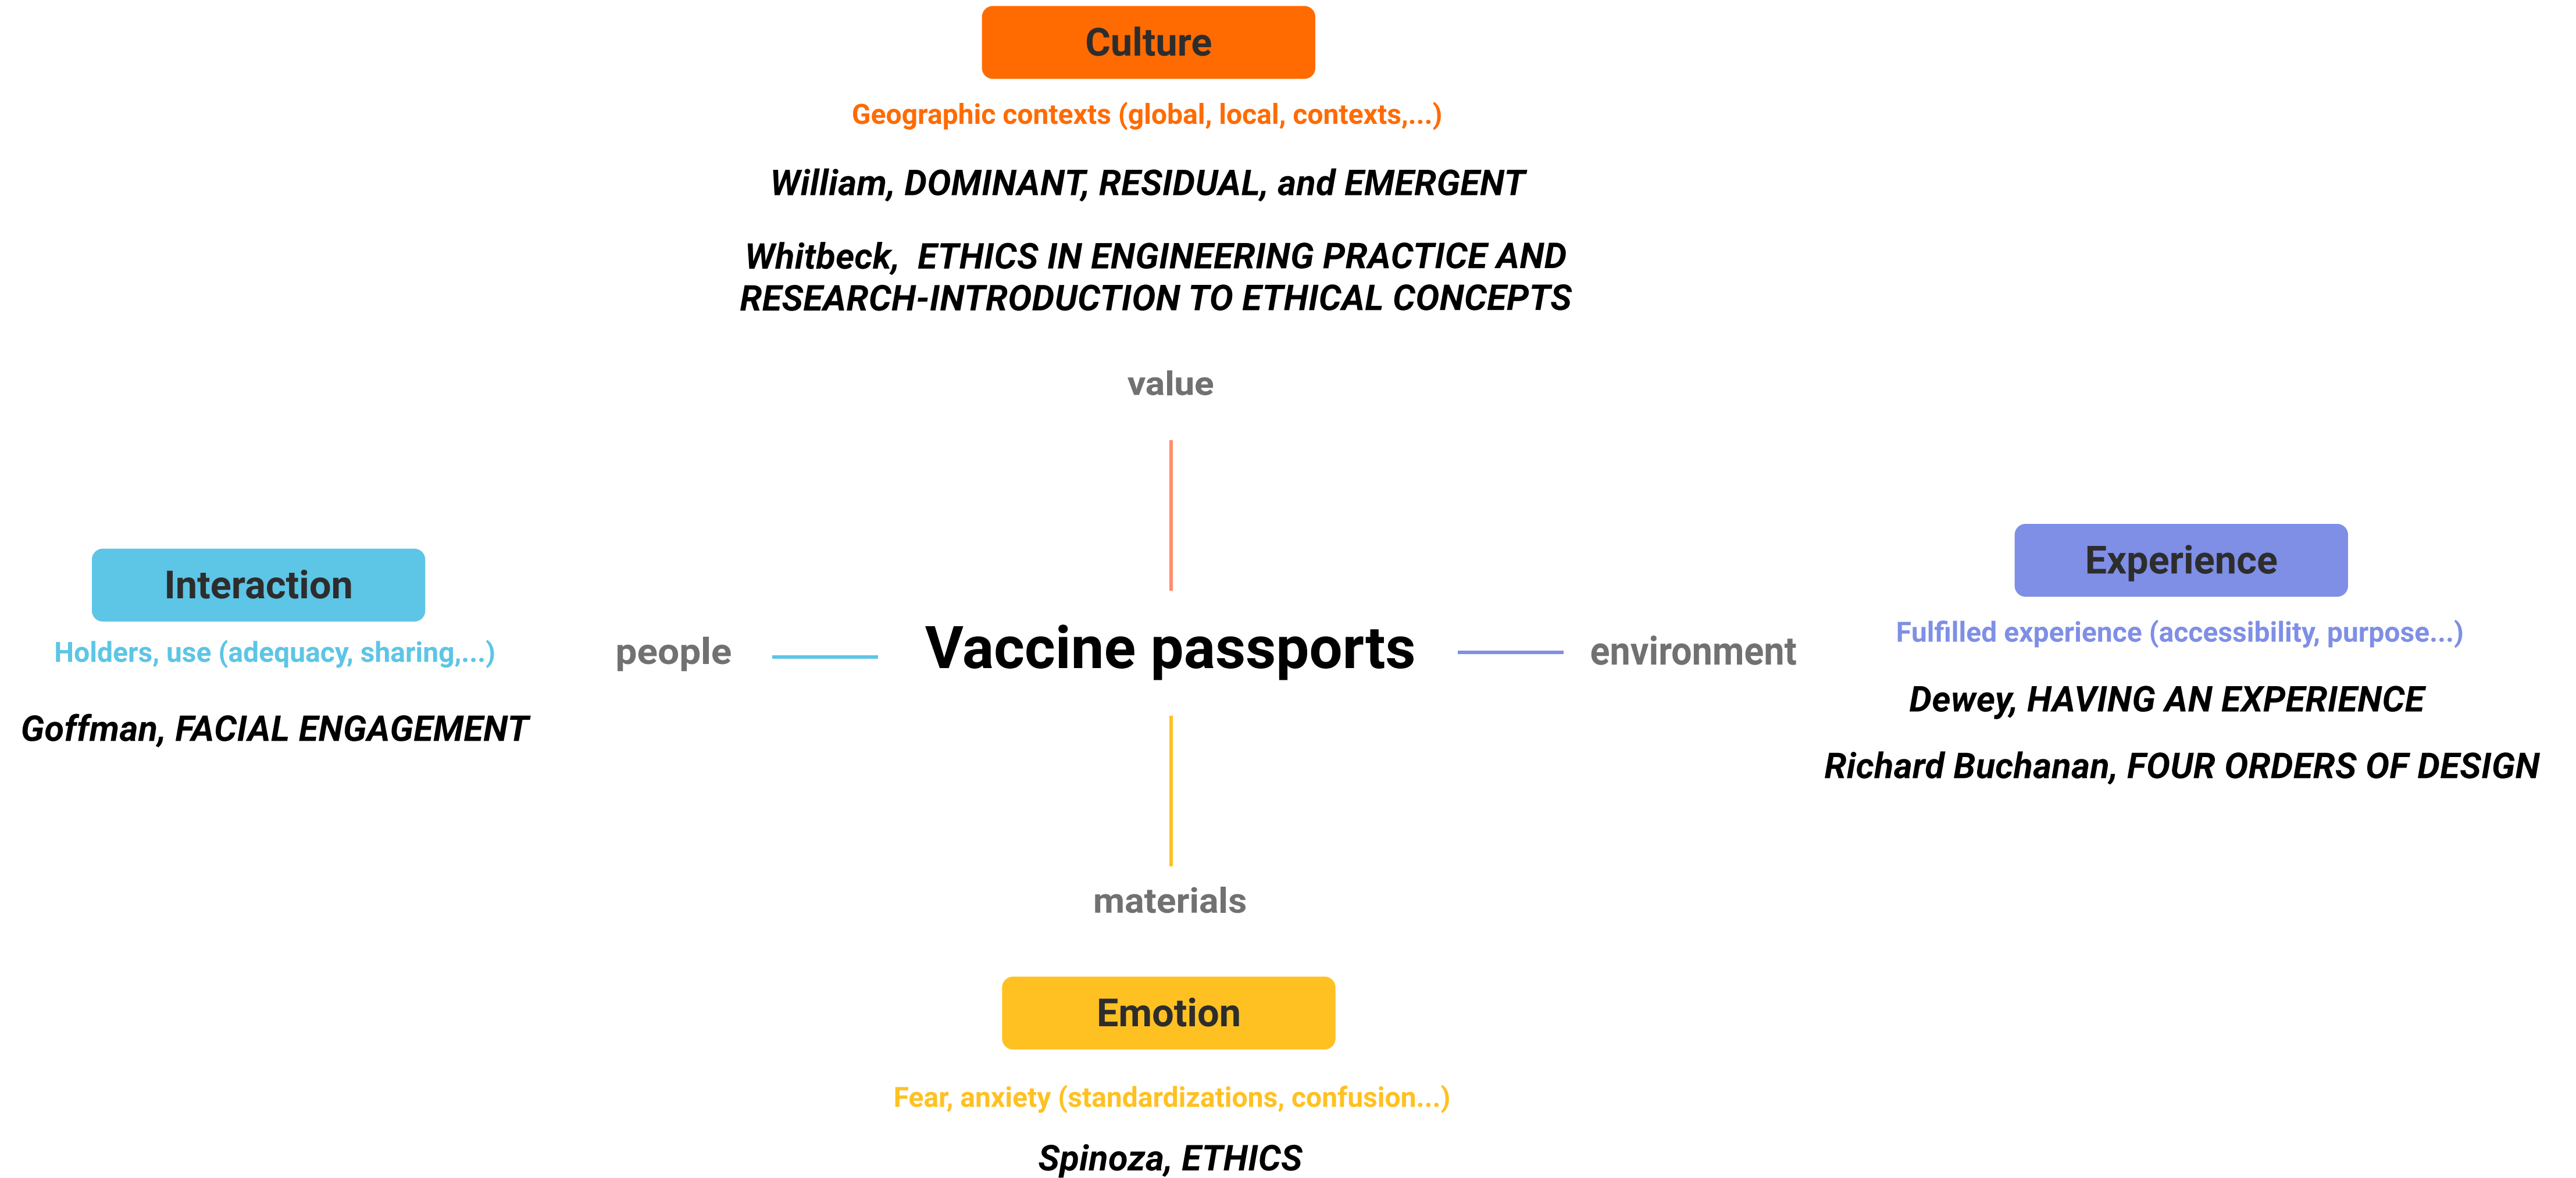 Culture
Geographic contexts (global, local, contexts,...)
William, DOMINANT, RESIDUAL, and EMERGENT
Whitbeck, ETHICS IN ENGINEERING PRACTICE AND
RESEARCH-INTRODUCTION TO ETHICAL CONCEPTS
value
Interaction
Holders, use (adequacy, sharing,...)
Goffman, FACIAL ENGAGEMENT
people
Vaccine passports
environment
Experience
Fulfilled experience (accessibility, purpose...)
Dewey, HAVING AN EXPERIENCE
Richard Buchanan, FOUR ORDERS OF DESIGN
materials
Emotion
Fear, anxiety (standardizations, confusion...)
Spinoza, ETHICS